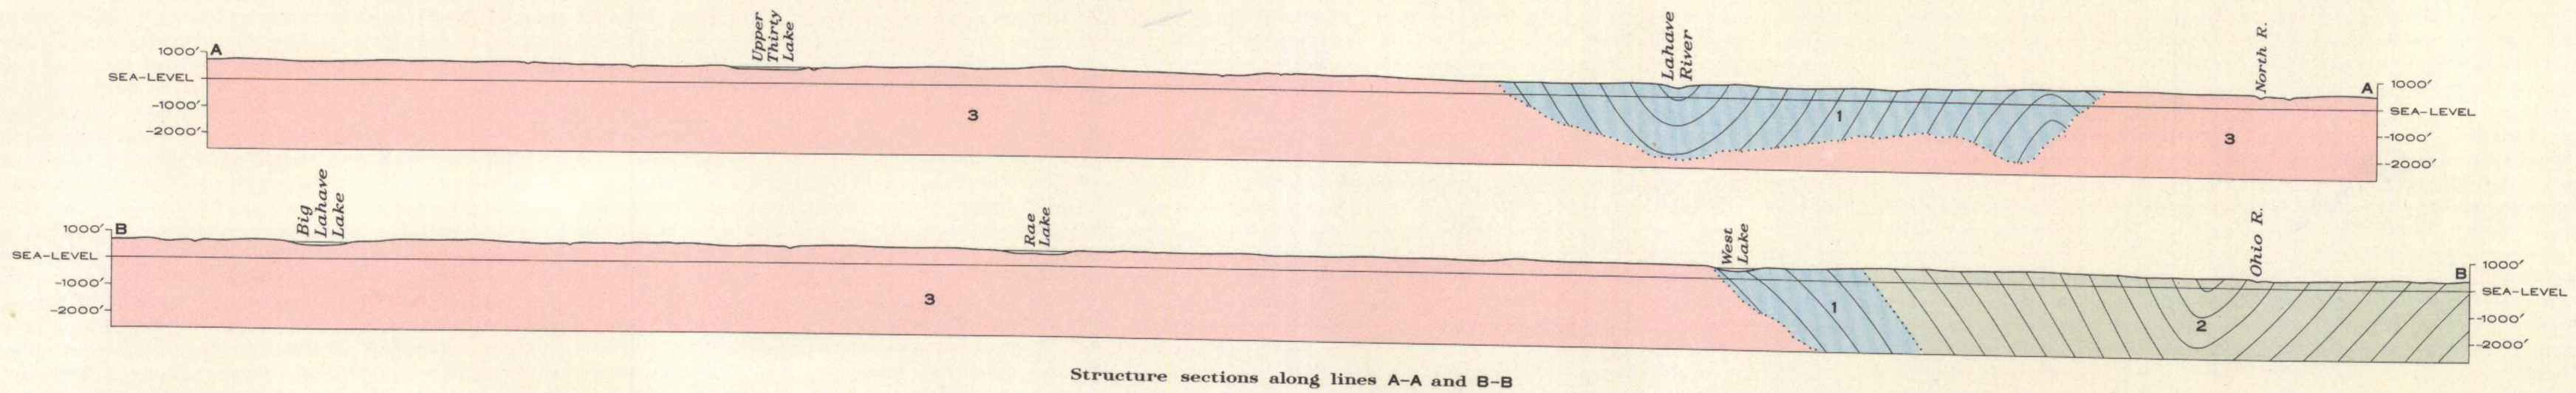 Upper
Thirty
Lake
Lahave
River
North R.
1000' A
SEA-LEVEL
-1000'
-2000'
3
1
3
A 1000'
SEA-LEVEL
-1000'
-2000'
Big
Lahave
Lake
Rae
Lake
West
Lake
Ohio R.
1000' B
SEA-LEVEL
-1000'
-2000'
3
1
2
B 1000'
SEA-LEVEL
-1000'
-2000'
Structure sections along lines A-A and B-B